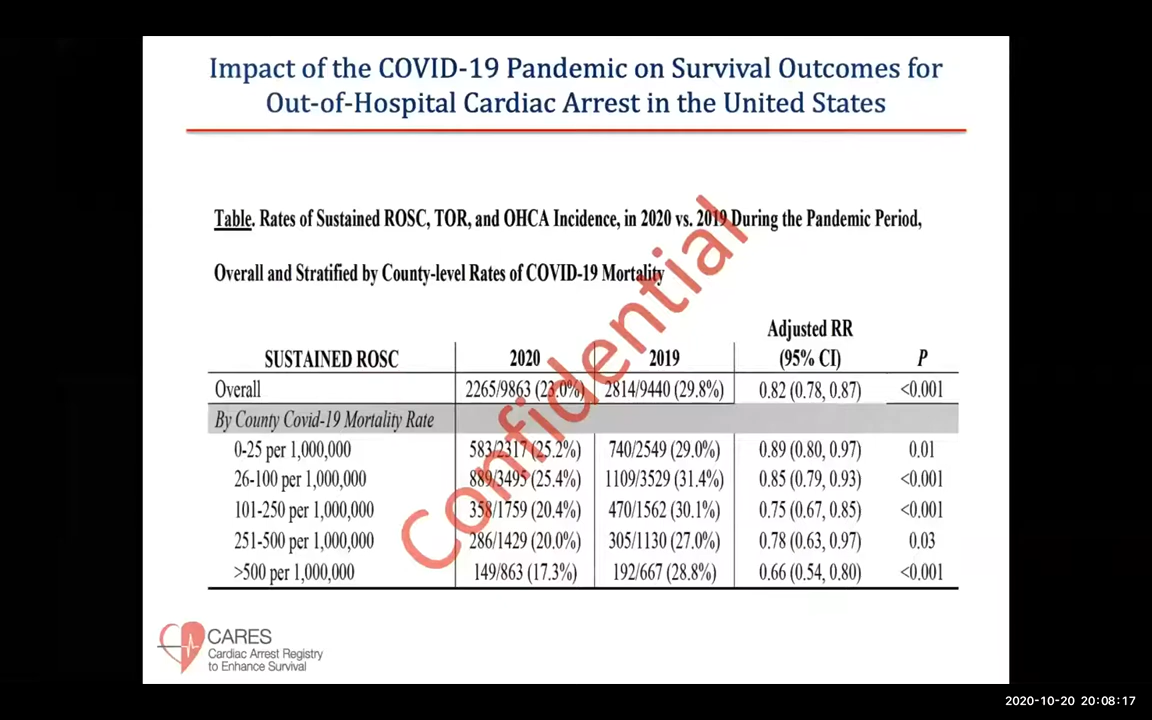 Impact of the COVID-19 Pandemic on Survival Outcomes for
Out-of-Hospital Cardiac Arrest in the United States
Table. Rates of Sustained ROSC, TOR, and OHCA Incidence, in 2020 vs. 2019 During the Pandemic Period,
Overall and Stratified by County-level Rates of COVID-19 Mortality
Confidential
Adjusted RR
SUSTAINED ROSC 2020 2019 (95% CI) P
Overall 2265/9863 (23.0%) 2814/9440 (29.8%) 0.82 (0.78, 0.87) <0.001
By County Covid-19 Mortality Rate
0-25 per 1,000,000 583/2317 (25.2%) 740/2549 (29.0%) 0.89 (0.80, 0.97) 0.01
26-100 per 1,000,000 889/3495 (25.4%) 1109/3529 (31.4%) 0.85 (0.79, 0.93) <0.001
101-250 per 1,000,000 358/1759 (20.4%) 470/1562 (30.1%) 0.75 (0.67, 0.85) <0.001
251-500 per 1,000,000 286/1429 (20.0%) 305/1130 (27.0%) 0.78 (0.63, 0.97) 0.03
>500 per 1,000,000 149/863 (17.3%) 192/667 (28.8%) 0.66 (0.54, 0.80) <0.001
CARES
Cardiac Arrest Registry
to Enhance Survival
2020-10-20 20:08:17